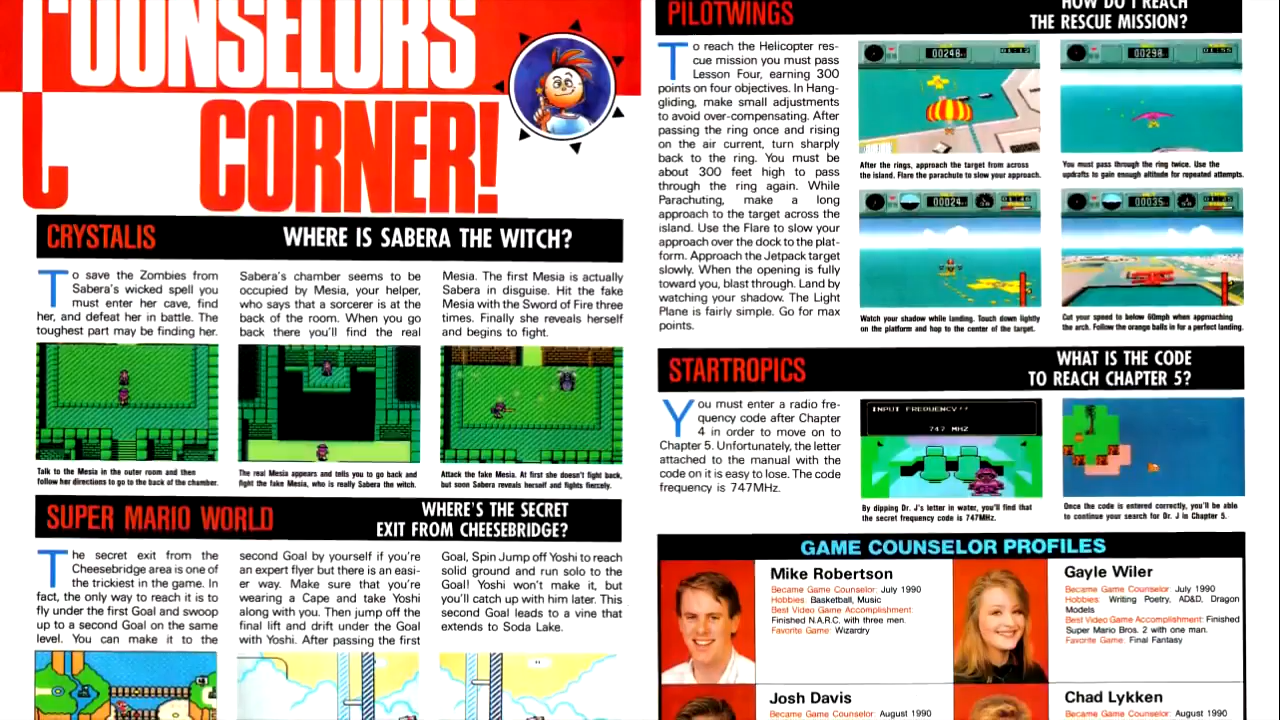 COUNSELORS
CORNER!
CRYSTALIS
WHERE IS SABERA THE WITCH?
To save the Zombies from
Sabera's wicked spell you
must enter her cave, find
her, and defeat her in battle. The
toughest part may be finding her.
Sabera's chamber seems to be
occupied by Mesia, your helper,
who says that a sorcerer is at the
back of the room. When you go
back there you'll find the real
Mesia. The first Mesia is actually
Sabera in disguise. Hit the fake
Mesia with the Sword of Fire three
times. Finally she reveals herself
and begins to fight.
Talk to the Mesia in the outer room and then
follow her directions to go to the back of the chamber.
The real Mesia appears and tells you to go back and
fight the fake Mesia, who is really Sabera the witch.
Attack the fake Mesia. At first she doesn't fight back,
but soon Sabera reveals herself and fights fiercely.
SUPER MARIO WORLD
WHERE'S THE SECRET
EXIT FROM CHEESEBRIDGE?
The secret exit from the
Cheesebridge area is one of
the trickiest in the game. In
fact, the only way to reach it is to
fly under the first Goal and swoop
up to a second Goal on the same
level. You can make it to the
second Goal by yourself if you're
an expert flyer but there is an easi-
er way. Make sure that you're
wearing a Cape and take Yoshi
along with you. Then jump off the
final lift and drift under the Goal
with Yoshi. After passing the first
Goal, Spin Jump off Yoshi to reach
solid ground and run solo to the
Goal! Yoshi won't make it, but
you'll catch up with him later. This
second Goal leads to a vine that
extends to Soda Lake.
PILOTWINGS
HOW DO I REACH
THE RESCUE MISSION?
To reach the Helicopter res-
cue mission you must pass
Lesson Four, earning 300
points on four objectives. In Hang-
gliding, make small adjustments
to avoid over-compensating. After
passing the ring once and rising
on the air current, turn sharply
back to the ring. You must be
about 300 feet high to pass
through the ring again. While
Parachuting, make a long
approach to the target across the
island. Use the Flare to slow your
approach over the dock to the plat-
form. Approach the Jetpack target
slowly. When the opening is fully
toward you, blast through. Land by
watching your shadow. The Light
Plane is fairly simple. Go for max
points.
00248
01:12
00298
01:55
After the rings, approach the target from across
the island. Flare the parachute to slow your approach.
You must pass through the ring twice. Use the
updrafts to gain enough altitude for repeated attempts.
00024
00035
Watch your shadow while landing. Touch down lightly
on the platform and hop to the center of the target.
Cut your speed to below 60mph when approaching
the arch. Follow the orange balls in for a perfect landing.
STARTROPICS
WHAT IS THE CODE
TO REACH CHAPTER 5?
You must enter a radio fre-
quency code after Chapter
4 in order to move on to
Chapter 5. Unfortunately, the letter
attached to the manual with the
code on it is easy to lose. The code
frequency is 747MHz.
INPUT FREQUENCY
747 MHZ
By dipping Dr. J's letter in water, you'll find that
the secret frequency code is 747MHz.
Once the code is entered correctly, you'll be able
to continue your search for Dr. J in Chapter 5.
GAME COUNSELOR PROFILES
Mike Robertson
Became Game Counselor: July 1990
Hobbies: Basketball, Music
Best Video Game Accomplishment:
Finished N.A.R.C. with three men.
Favorite Game: Wizardry
Gayle Wiler
Became Game Counselor: July 1990
Hobbies: Writing Poetry, AD&D, Dragon
Models
Best Video Game Accomplishment: Finished
Super Mario Bros. 2 with one man.
Favorite Game: Final Fantasy
Josh Davis
Became Game Counselor: August 1990
Chad Lykken
Became Game Counselor: August 1990